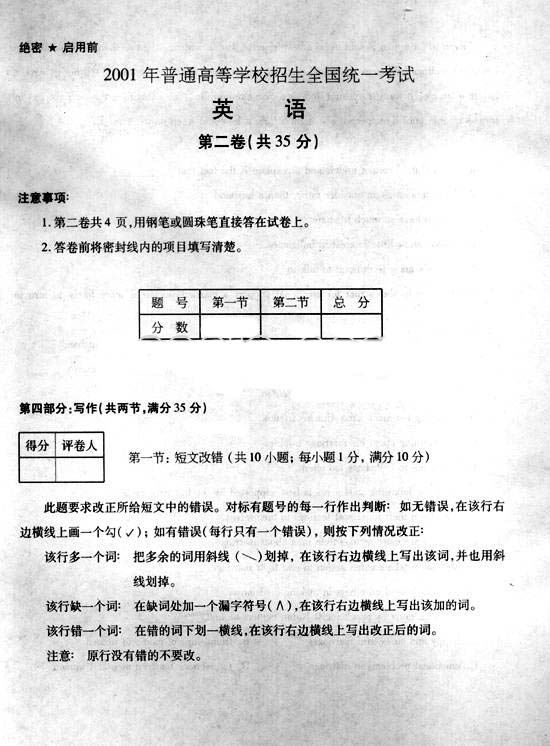 绝密 ★ 启用前
2001 年普通高等学校招生全国统一考试
英 语
第二卷(共 35 分)
注意事项:
1. 第二卷共 4 页,用钢笔或圆珠笔直接答在试卷上。
2. 答卷前将密封线内的项目填写清楚。
题 号 第一节 第二节 总 分
分 数
第四部分:写作(共两节,满分 35 分)
得分 评卷人
第一节: 短文改错 (共 10 小题; 每小题 1 分, 满分 10 分)
此题要求改正所给短文中的错误。对标有题号的每一行作出判断: 如无错误,在该行右
边横线上画一个勾(✓); 如有错误(每行只有一个错误), 则按下列情况改正:
该行多一个词: 把多余的词用斜线 (\)划掉, 在该行右边横线上写出该词,并也用斜
线划掉。
该行缺一个词: 在缺词处加一个漏字符号(∧),在该行右边横线上写出该加的词。
该行错一个词: 在错的词下划一横线,在该行右边横线上写出改正后的词。
注意: 原行没有错的不要改。